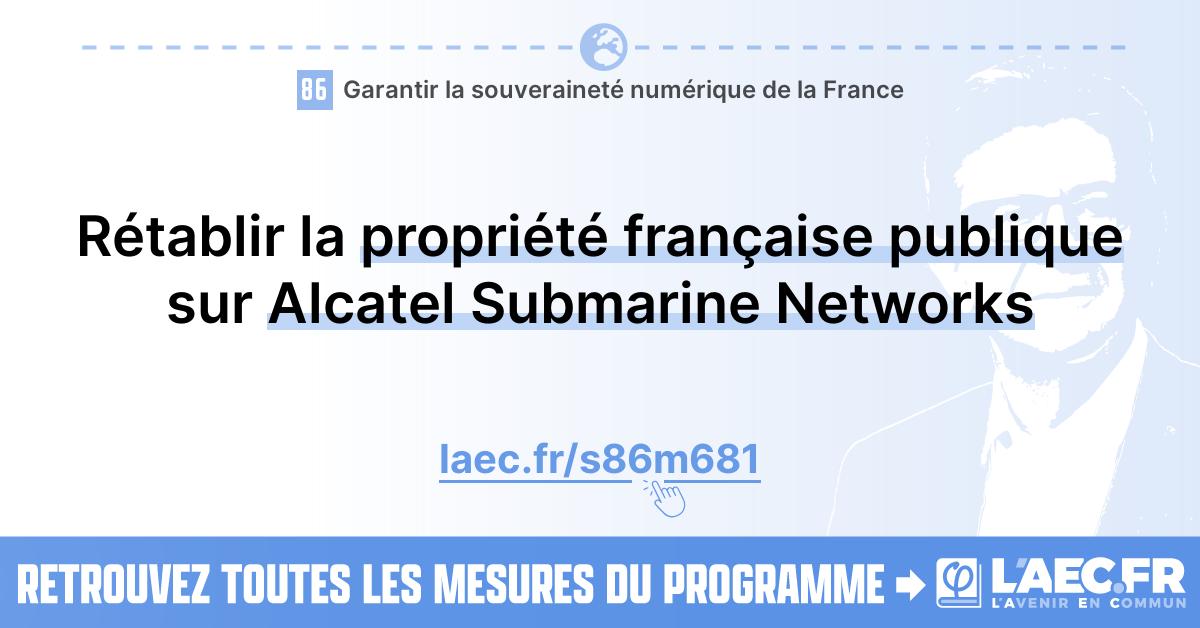 86 Garantir la souveraineté numérique de la France
Rétablir la propriété française publique
sur Alcatel Submarine Networks
laec.fr/s86m681
RETROUVEZ TOUTES LES MESURES DU PROGRAMME
L'AEC.FR
L'AVENIR EN COMMUN